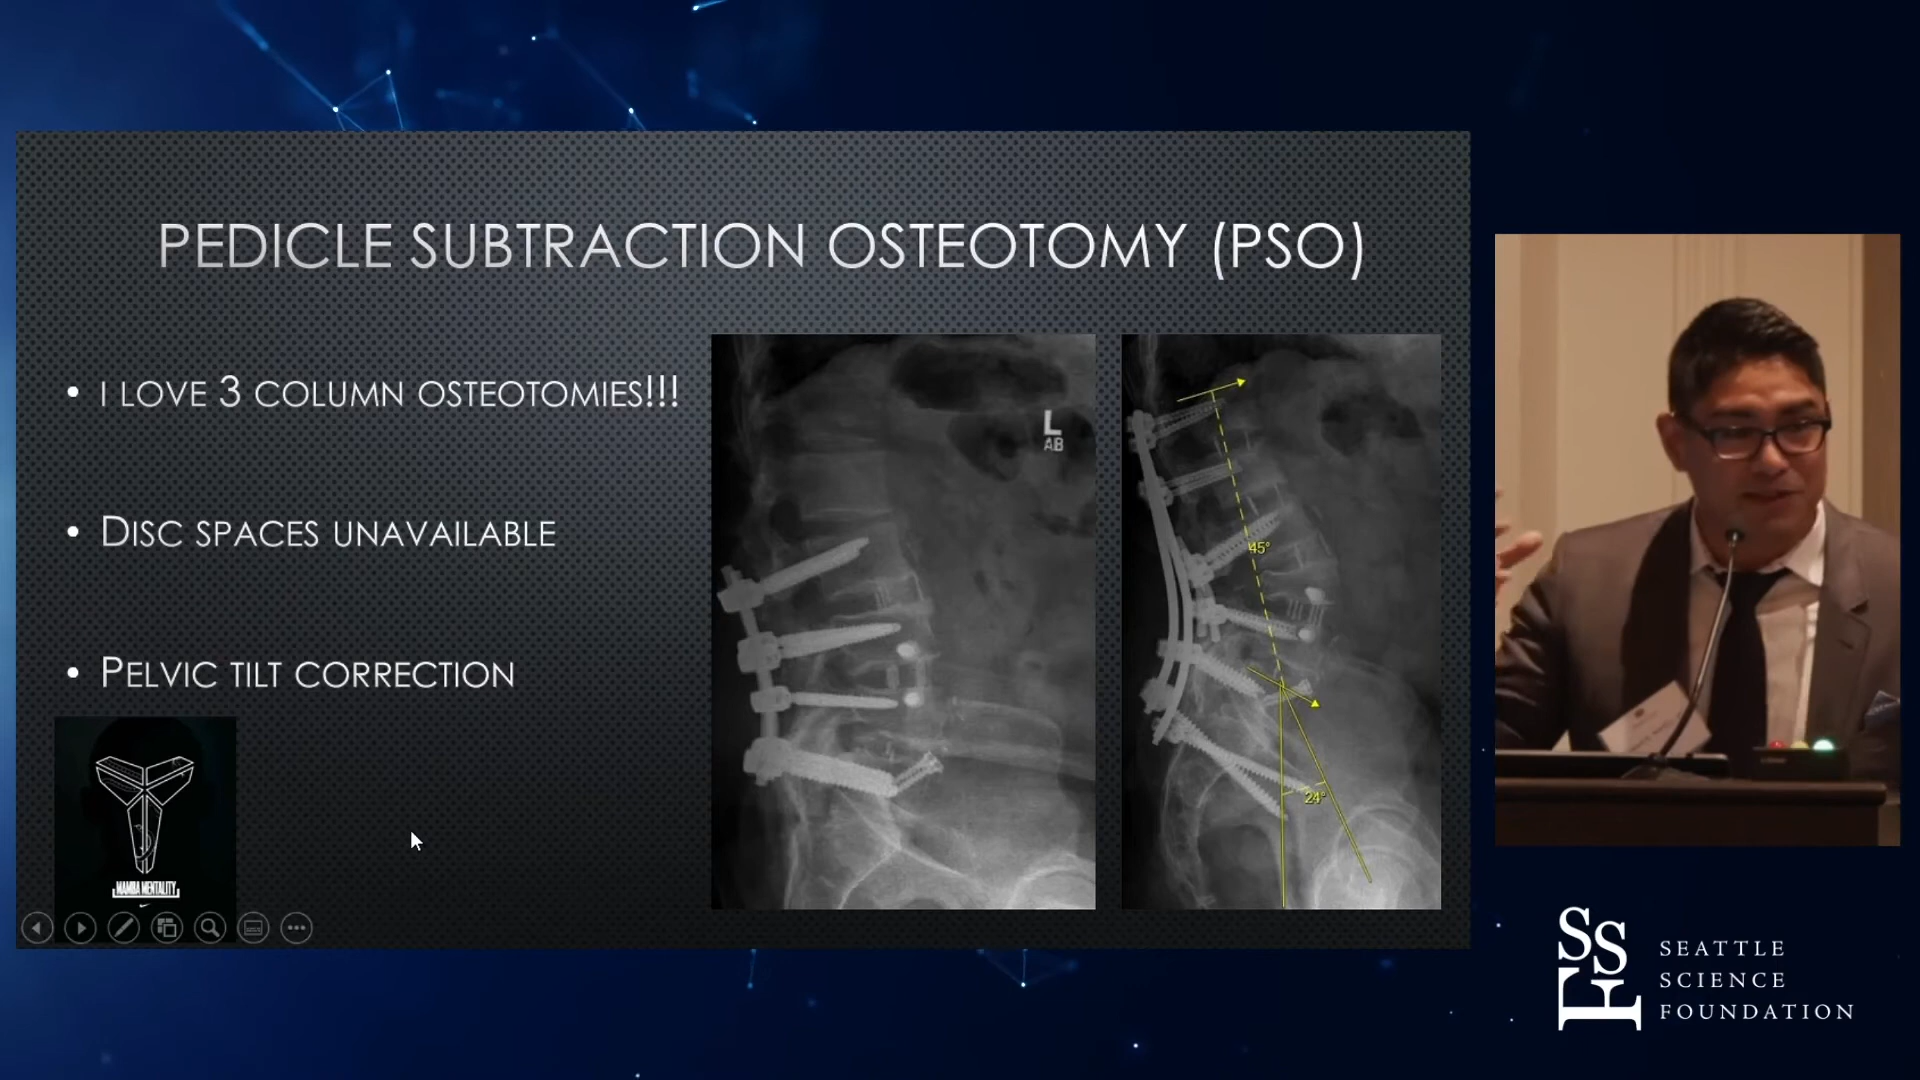 PEDICLE SUBTRACTION OSTEOTOMY (PSO)
• I LOVE 3 COLUMN OSTEOTOMIES!!!
• DISC SPACES UNAVAILABLE
• PELVIC TILT CORRECTION
MAMBA MENTALITY
L
AB
45°
24°
SSF
SEATTLE
SCIENCE
FOUNDATION